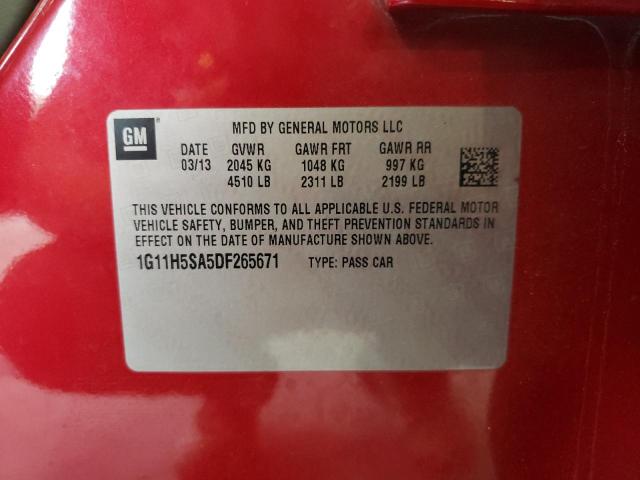 GM
MFD BY GENERAL MOTORS LLC
DATE GVWR GAWR FRT GAWR RR
03/13 2045 KG 1048 KG 997 KG
4510 LB 2311 LB 2199 LB
THIS VEHICLE CONFORMS TO ALL APPLICABLE U.S. FEDERAL MOTOR
VEHICLE SAFETY, BUMPER, AND THEFT PREVENTION STANDARDS IN
EFFECT ON THE DATE OF MANUFACTURE SHOWN ABOVE.
1G11H5SA5DF265671 TYPE: PASS CAR